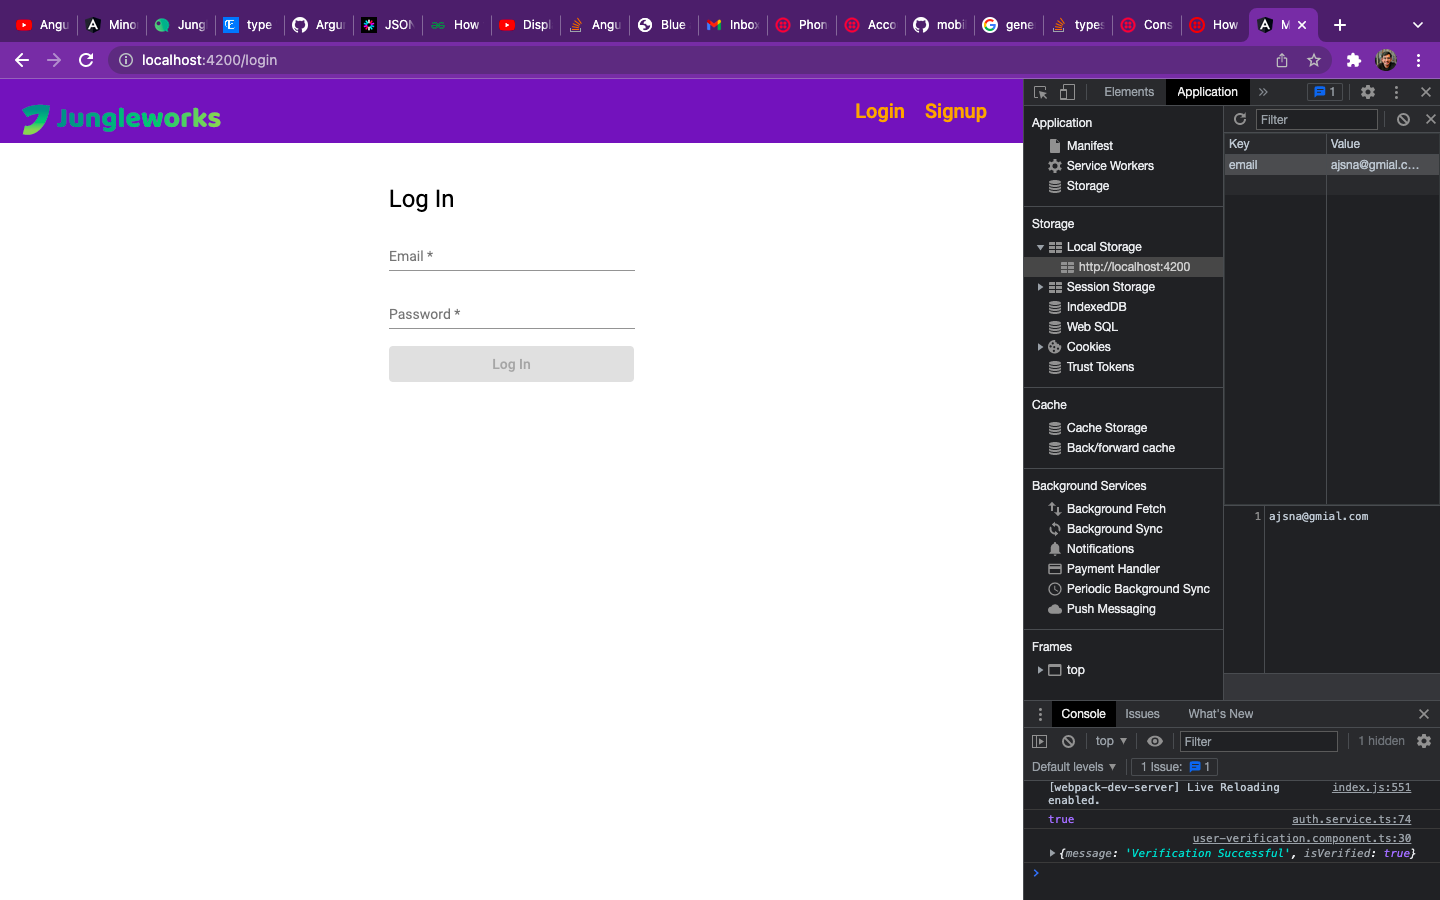 Angu
Mino
Jung
type
Argu
JSON
How
Displ
Angu
Blue
Inbox
Phon
Acco
mobil
gene
types
Cons
How
M
localhost:4200/login
Jungleworks
Login
Signup
Log In
Email *
Password *
Log In
Elements
Application
1
Application
Manifest
Service Workers
Storage
Storage
Local Storage
http://localhost:4200
Session Storage
IndexedDB
Web SQL
Cookies
Trust Tokens
Cache
Cache Storage
Back/forward cache
Background Services
Background Fetch
Background Sync
Notifications
Payment Handler
Periodic Background Sync
Push Messaging
Frames
top
Filter
Key Value
email ajsna@gmial.c…
1 ajsna@gmial.com
Console Issues What's New
top Filter 1 hidden
Default levels 1 Issue: 1
[webpack-dev-server] Live Reloading index.js:551
enabled.
true auth.service.ts:74
user-verification.component.ts:30
{message: 'Verification Successful', isVerified: true}